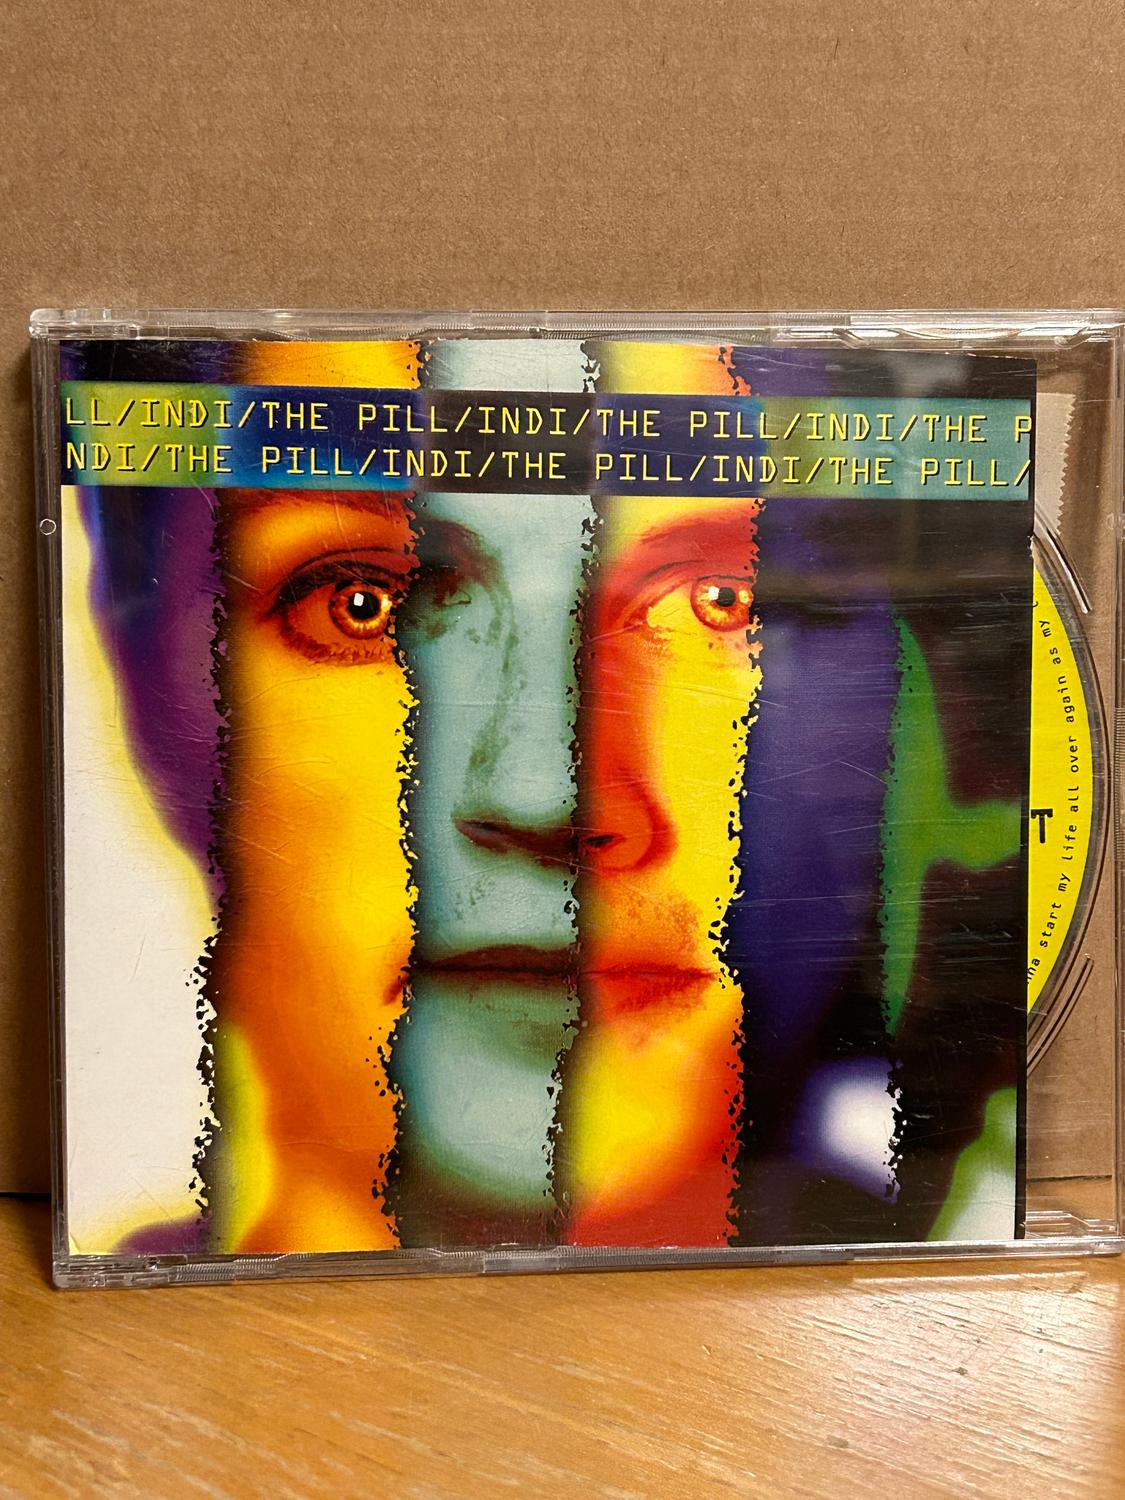 LL/INDI/THE PILL/INDI/THE PILL/INDI/THE P
NDI/THE PILL/INDI/THE PILL/INDI/THE PILL/
T
start my life all over again as my